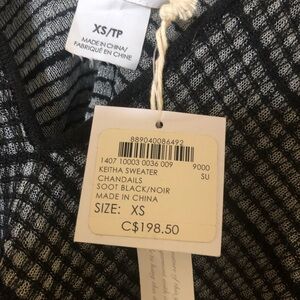 XS/TP
MADE IN CHINA/
FABRIQUÉ EN CHINE
889040086492
1407 10003 0036 009 9000
KEITHA SWEATER SU
CHANDAILS
SOOT BLACK/NOIR
MADE IN CHINA
SIZE: XS
C$198.50